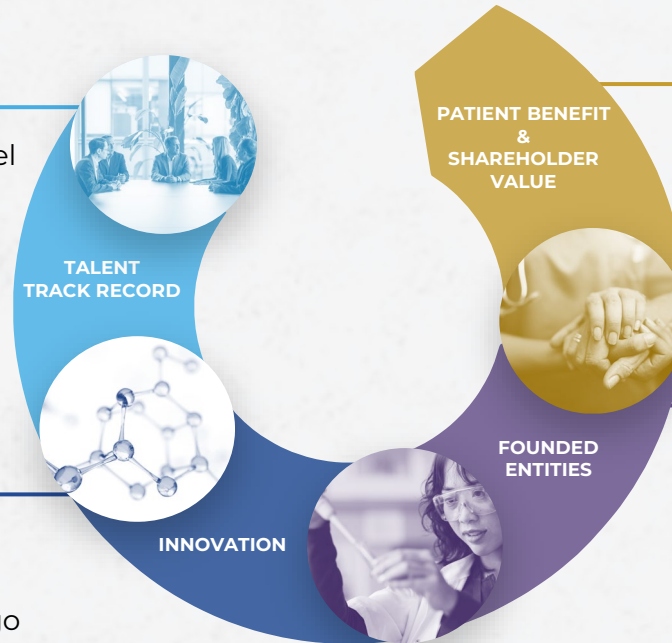 PATIENT BENEFIT
&
SHAREHOLDER
VALUE
TALENT
TRACK RECORD
FOUNDED
ENTITIES
INNOVATION